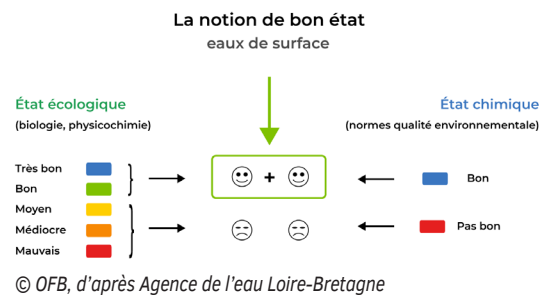 La notion de bon état
eaux de surface
État écologique
(biologie, physicochimie)
État chimique
(normes qualité environnementale)
Très bon
Bon
Moyen
Médiocre
Mauvais
+
Bon
Pas bon
© OFB, d'après Agence de l'eau Loire-Bretagne